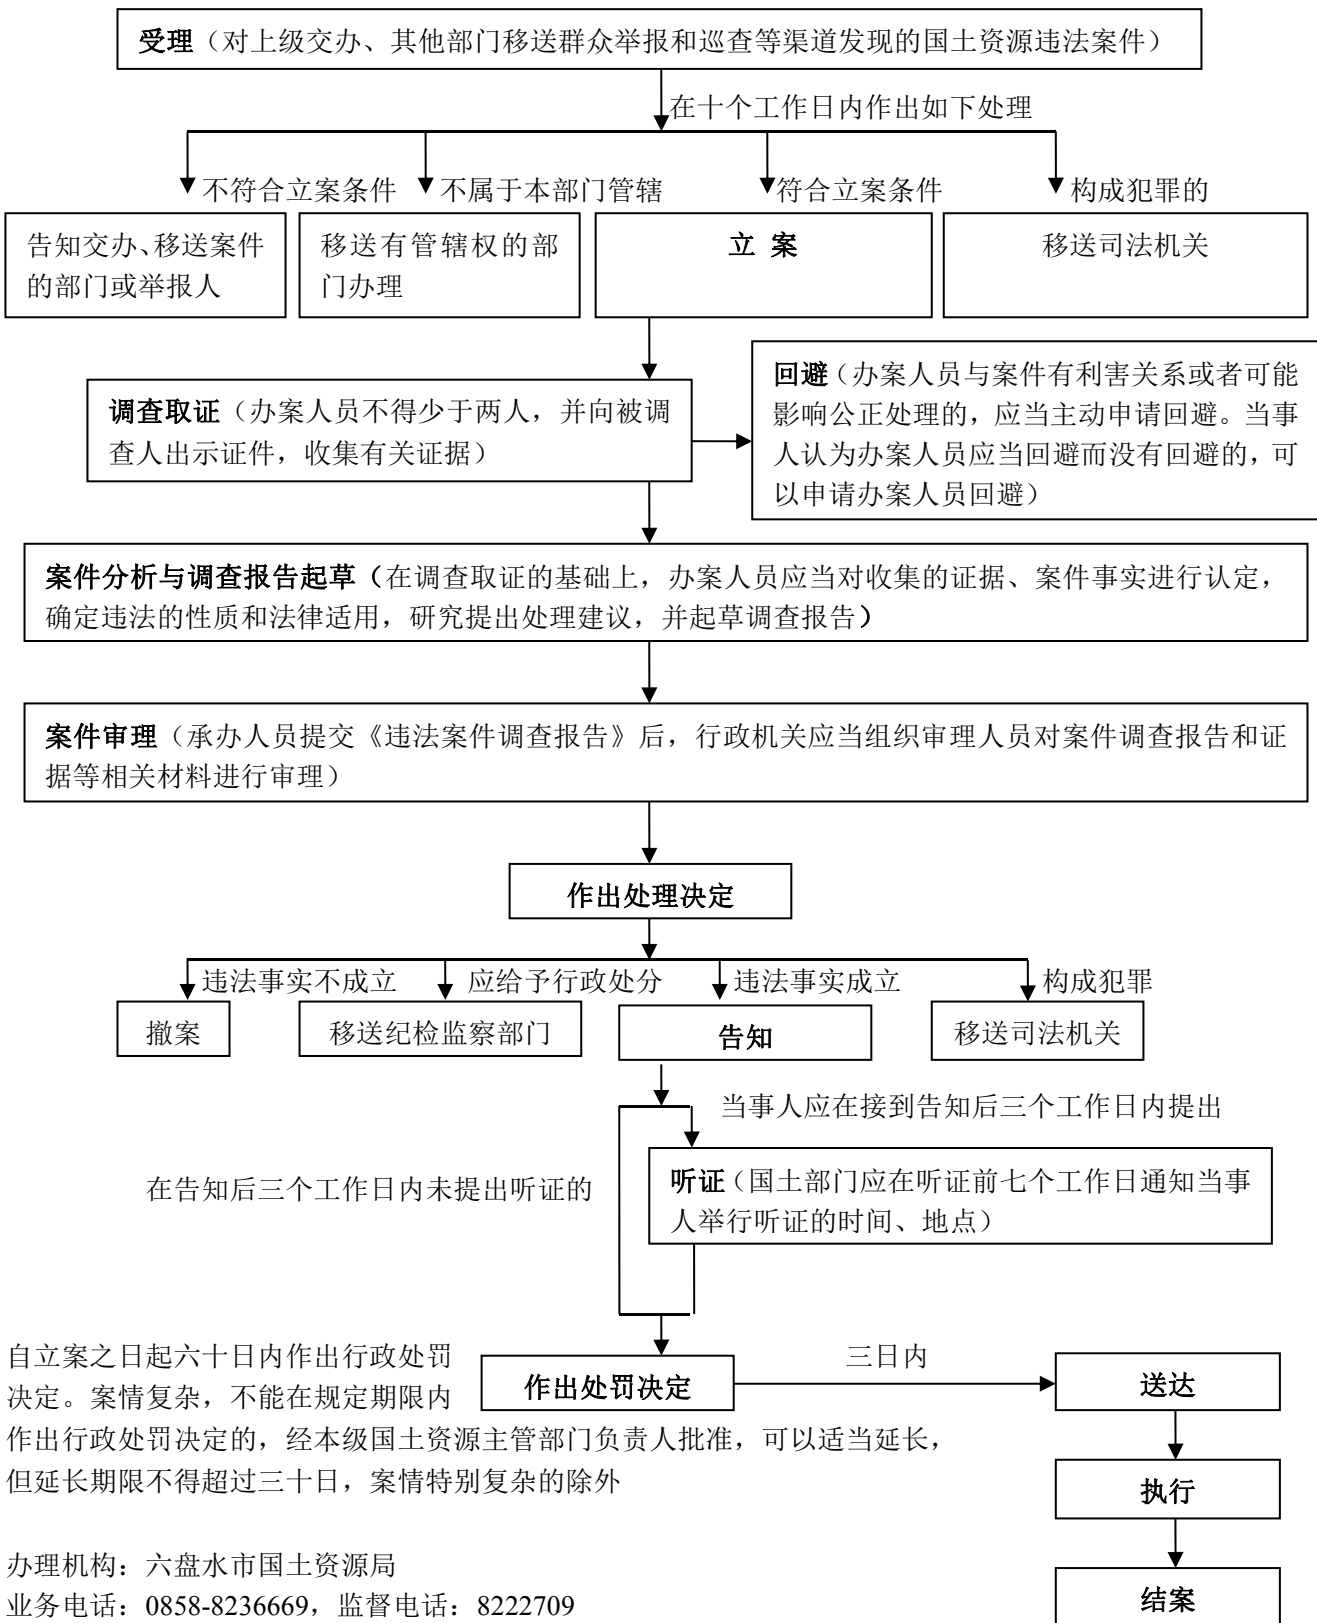 受理（对上级交办、其他部门移送群众举报和巡查等渠道发现的国土资源违法案件）
在十个工作日内作出如下处理
不符合立案条件
不属于本部门管辖
符合立案条件
构成犯罪的
告知交办、移送案件
的部门或举报人
移送有管辖权的部
门办理
立 案
移送司法机关
调查取证（办案人员不得少于两人，并向被调
查人出示证件，收集有关证据）
回避（办案人员与案件有利害关系或者可能
影响公正处理的，应当主动申请回避。当事
人认为办案人员应当回避而没有回避的，可
以申请办案人员回避）
案件分析与调查报告起草（在调查取证的基础上，办案人员应当对收集的证据、案件事实进行认定，
确定违法的性质和法律适用，研究提出处理建议，并起草调查报告）
案件审理（承办人员提交《违法案件调查报告》后，行政机关应当组织审理人员对案件调查报告和证
据等相关材料进行审理）
作出处理决定
违法事实不成立
应给予行政处分
违法事实成立
构成犯罪
撤案
移送纪检监察部门
告知
移送司法机关
当事人应在接到告知后三个工作日内提出
在告知后三个工作日内未提出听证的
听证（国土部门应在听证前七个工作日通知当事
人举行听证的时间、地点）
作出处罚决定
三日内
送达
执行
结案
自立案之日起六十日内作出行政处罚
决定。案情复杂，不能在规定期限内
作出行政处罚决定的，经本级国土资源主管部门负责人批准，可以适当延长，
但延长期限不得超过三十日，案情特别复杂的除外
办理机构：六盘水市国土资源局
业务电话：0858-8236669，监督电话：8222709